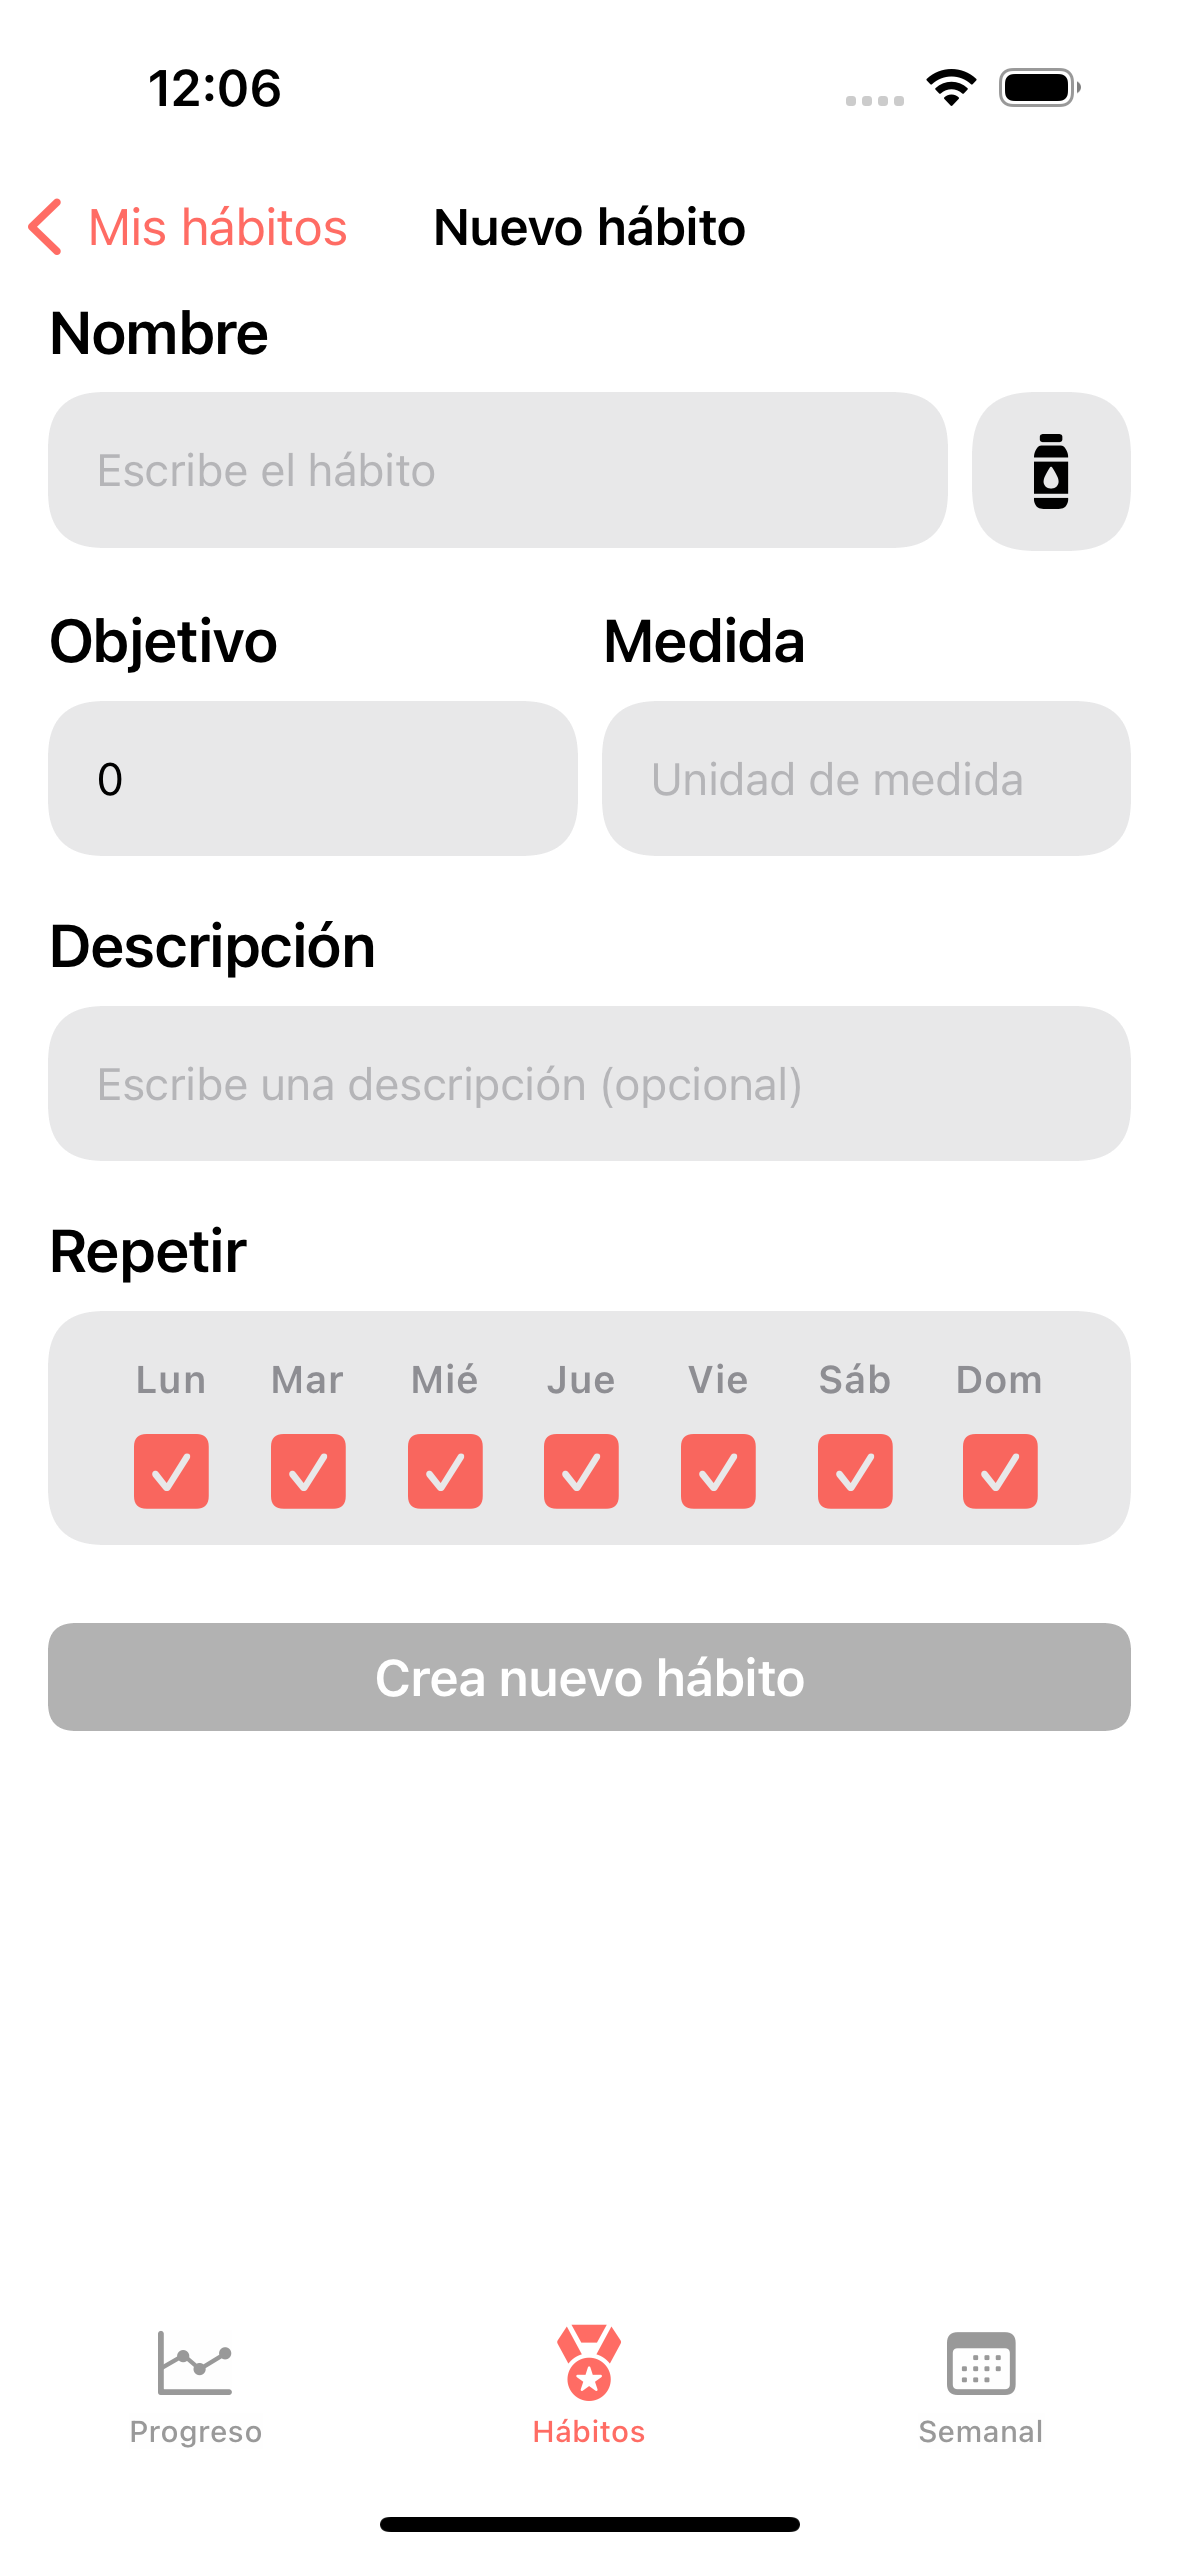 12:06
Mis hábitos
Nuevo hábito
Nombre
Escribe el hábito
Objetivo
Medida
0
Unidad de medida
Descripción
Escribe una descripción (opcional)
Repetir
Lun Mar Mié Jue Vie Sáb Dom
Crea nuevo hábito
Progreso
Hábitos
Semanal